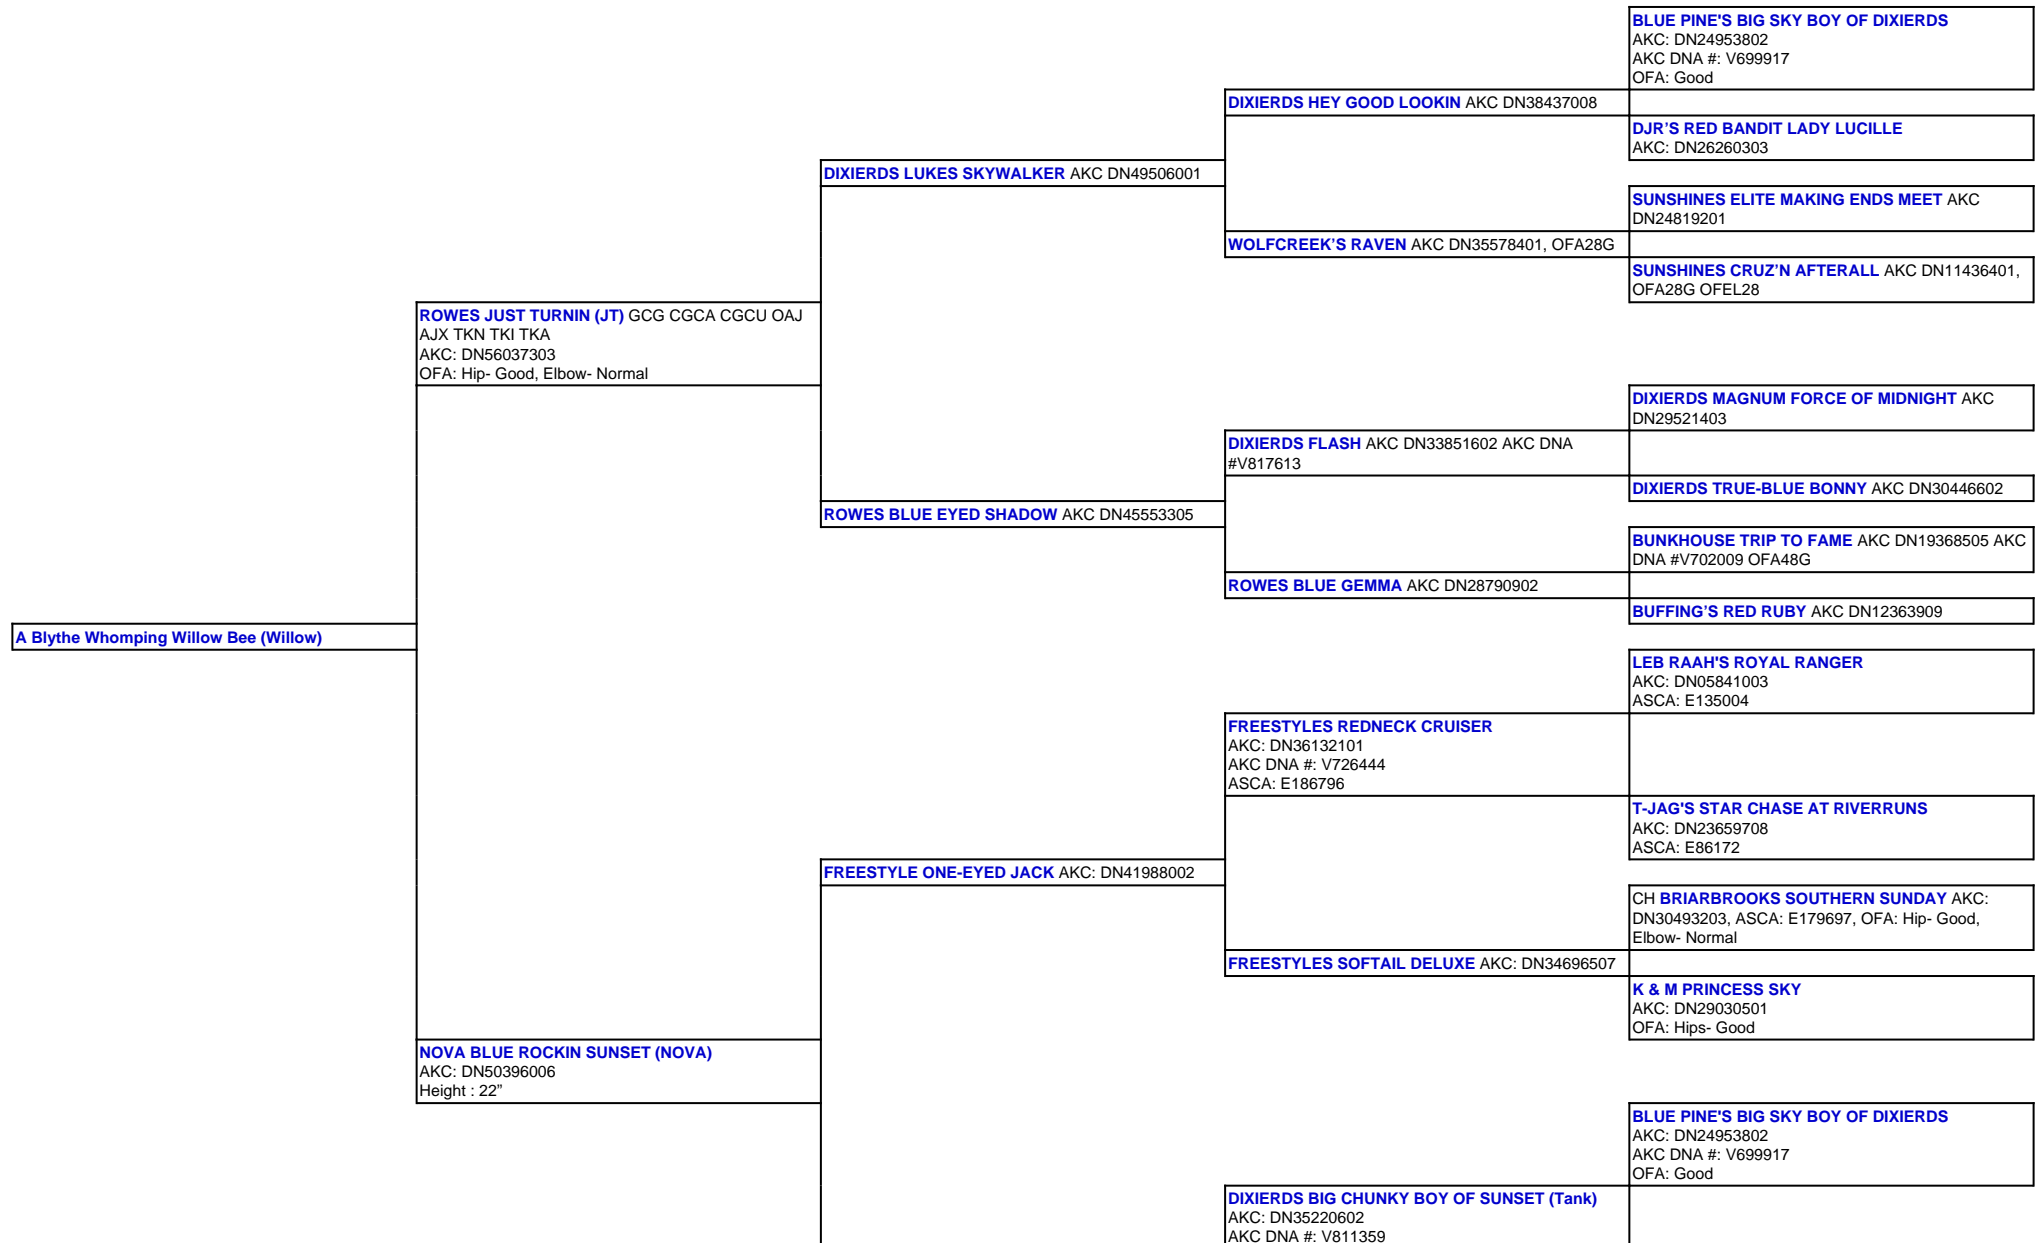 BLUE PINE'S BIG SKY BOY OF DIXIERDS
AKC: DN24953802
AKC DNA #: V699917
OFA: Good
DIXIERDS HEY GOOD LOOKIN AKC DN38437008
DJR’S RED BANDIT LADY LUCILLE
AKC: DN26260303
DIXIERDS LUKES SKYWALKER AKC DN49506001
SUNSHINES ELITE MAKING ENDS MEET AKC
DN24819201
WOLFCREEK’S RAVEN AKC DN35578401, OFA28G
SUNSHINES CRUZ’N AFTERALL AKC DN11436401,
OFA28G OFEL28
ROWES JUST TURNIN (JT) GCG CGCA CGCU OAJ
AJX TKN TKI TKA
AKC: DN56037303
OFA: Hip- Good, Elbow- Normal
DIXIERDS MAGNUM FORCE OF MIDNIGHT AKC
DN29521403
DIXIERDS FLASH AKC DN33851602 AKC DNA
#V817613
DIXIERDS TRUE-BLUE BONNY AKC DN30446602
ROWES BLUE EYED SHADOW AKC DN45553305
BUNKHOUSE TRIP TO FAME AKC DN19368505 AKC
DNA #V702009 OFA48G
ROWES BLUE GEMMA AKC DN28790902
BUFFING’S RED RUBY AKC DN12363909
A Blythe Whomping Willow Bee (Willow)
LEB RAAH'S ROYAL RANGER
AKC: DN05841003
ASCA: E135004
FREESTYLES REDNECK CRUISER
AKC: DN36132101
AKC DNA #: V726444
ASCA: E186796
T-JAG'S STAR CHASE AT RIVERRUNS
AKC: DN23659708
ASCA: E86172
FREESTYLE ONE-EYED JACK AKC: DN41988002
CH BRIARBROOKS SOUTHERN SUNDAY AKC:
DN30493203, ASCA: E179697, OFA: Hip- Good,
Elbow- Normal
FREESTYLES SOFTAIL DELUXE AKC: DN34696507
K & M PRINCESS SKY
AKC: DN29030501
OFA: Hips- Good
NOVA BLUE ROCKIN SUNSET (NOVA)
AKC: DN50396006
Height : 22”
BLUE PINE'S BIG SKY BOY OF DIXIERDS
AKC: DN24953802
AKC DNA #: V699917
OFA: Good
DIXIERDS BIG CHUNKY BOY OF SUNSET (Tank)
AKC: DN35220602
AKC DNA #: V811359